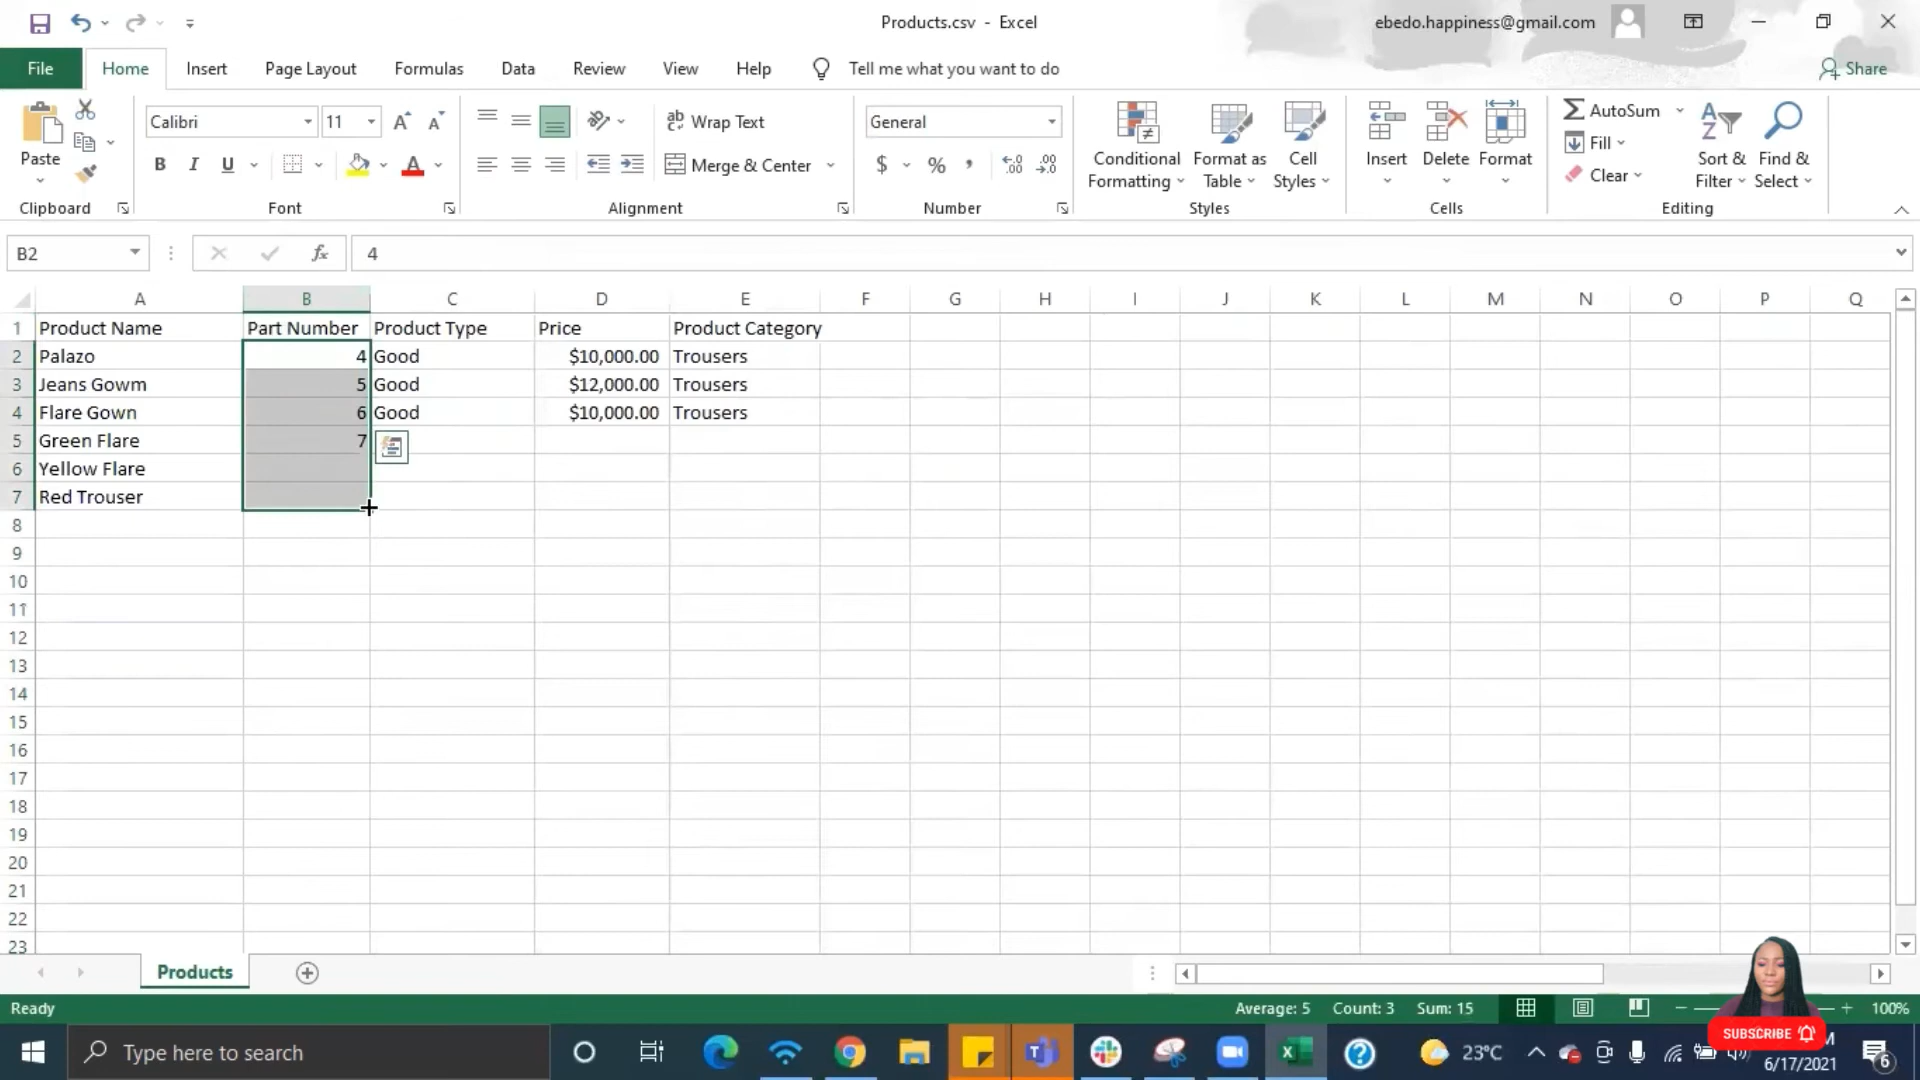 Products.csv - Excel
ebedo.happiness@gmail.com
File Home Insert Page Layout Formulas Data Review View Help Tell me what you want to do Share
Paste
Clipboard
Calibri 11
B I U
Font
Wrap Text
Merge & Center
Alignment
General
$ % ,
Number
Conditional Formatting
Format as Table
Cell Styles
Styles
Insert Delete Format
Cells
AutoSum
Fill
Clear
Sort & Filter
Find & Select
Editing
B2 fx 4
A B C D E F G H I J K L M N O P Q
1 Product Name Part Number Product Type Price Product Category
2 Palazo 4 Good $10,000.00 Trousers
3 Jeans Gowm 5 Good $12,000.00 Trousers
4 Flare Gown 6 Good $10,000.00 Trousers
5 Green Flare 7
6 Yellow Flare
7 Red Trouser
8
9
10
11
12
13
14
15
16
17
18
19
20
21
22
23
Products
Ready Average: 5 Count: 3 Sum: 15 100%
SUBSCRIBE
Type here to search 23°C 6/17/2021 6